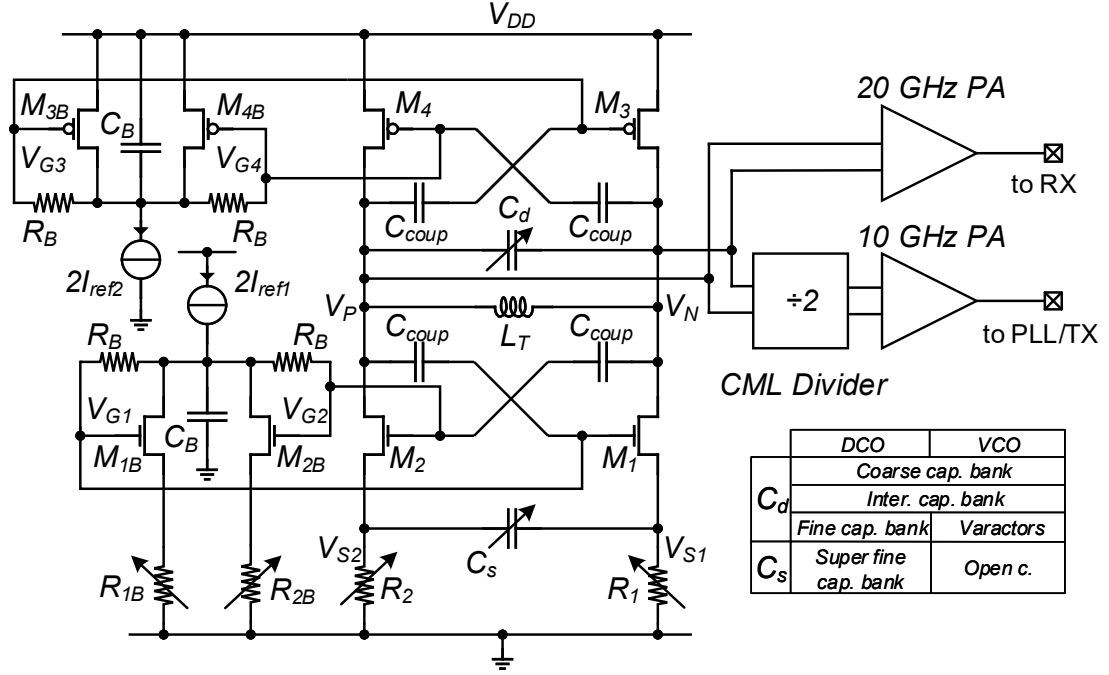 V_DD
20 GHz PA
M_3B
C_B
M_4B
M_4
M_3
V_G3
V_G4
to RX
R_B
R_B
C_coup
C_d
C_coup
10 GHz PA
2I_ref2
2I_ref1
÷2
V_P
V_N
L_T
to PLL/TX
R_B
R_B
C_coup
C_coup
CML Divider
V_G1
V_G2
C_B
M_1B
M_2B
M_2
M_1
DCO VCO
C_d
Coarse cap. bank
Inter. cap. bank
Fine cap. bank Varactors
C_s
Super fine
cap. bank
Open c.
V_S2
C_s
V_S1
R_1B
R_2B
R_2
R_1